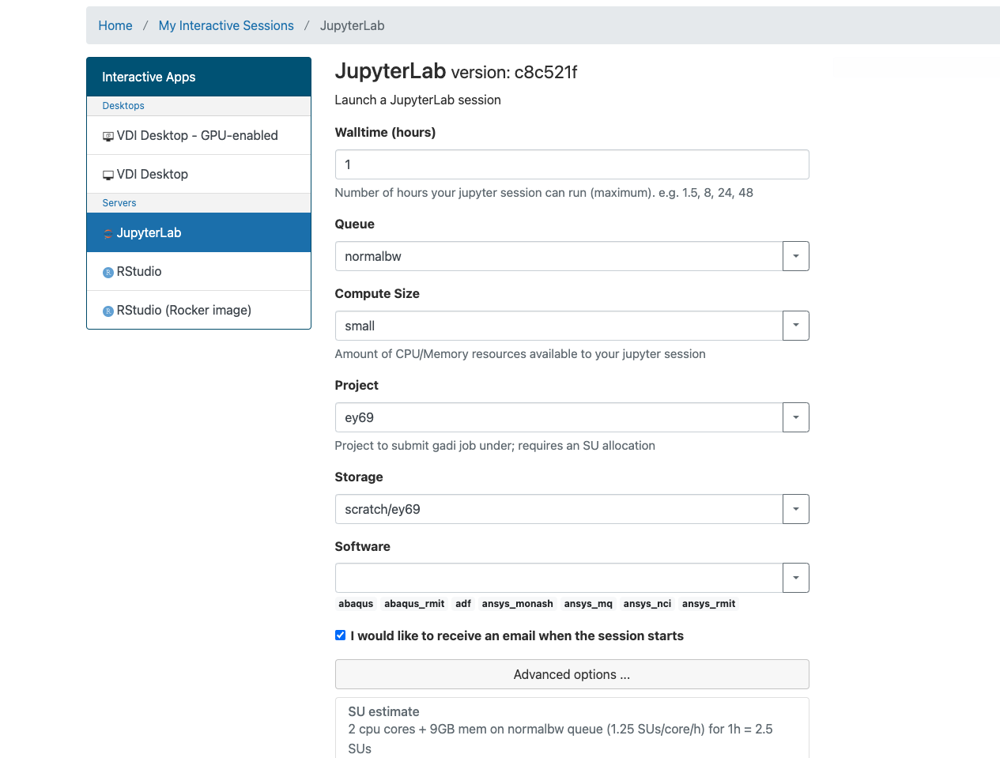 Home / My Interactive Sessions / JupyterLab
Interactive Apps
Desktops
VDI Desktop - GPU-enabled
VDI Desktop
Servers
JupyterLab
RStudio
RStudio (Rocker image)
JupyterLab version: c8c521f
Launch a JupyterLab session
Walltime (hours)
1
Number of hours your jupyter session can run (maximum). e.g. 1.5, 8, 24, 48
Queue
normalbw
Compute Size
small
Amount of CPU/Memory resources available to your jupyter session
Project
ey69
Project to submit gadi job under; requires an SU allocation
Storage
scratch/ey69
Software
abaqus abaqus_rmit adf ansys_monash ansys_mq ansys_nci ansys_rmit
I would like to receive an email when the session starts
Advanced options ...
SU estimate
2 cpu cores + 9GB mem on normalbw queue (1.25 SUs/core/h) for 1h = 2.5
SUs